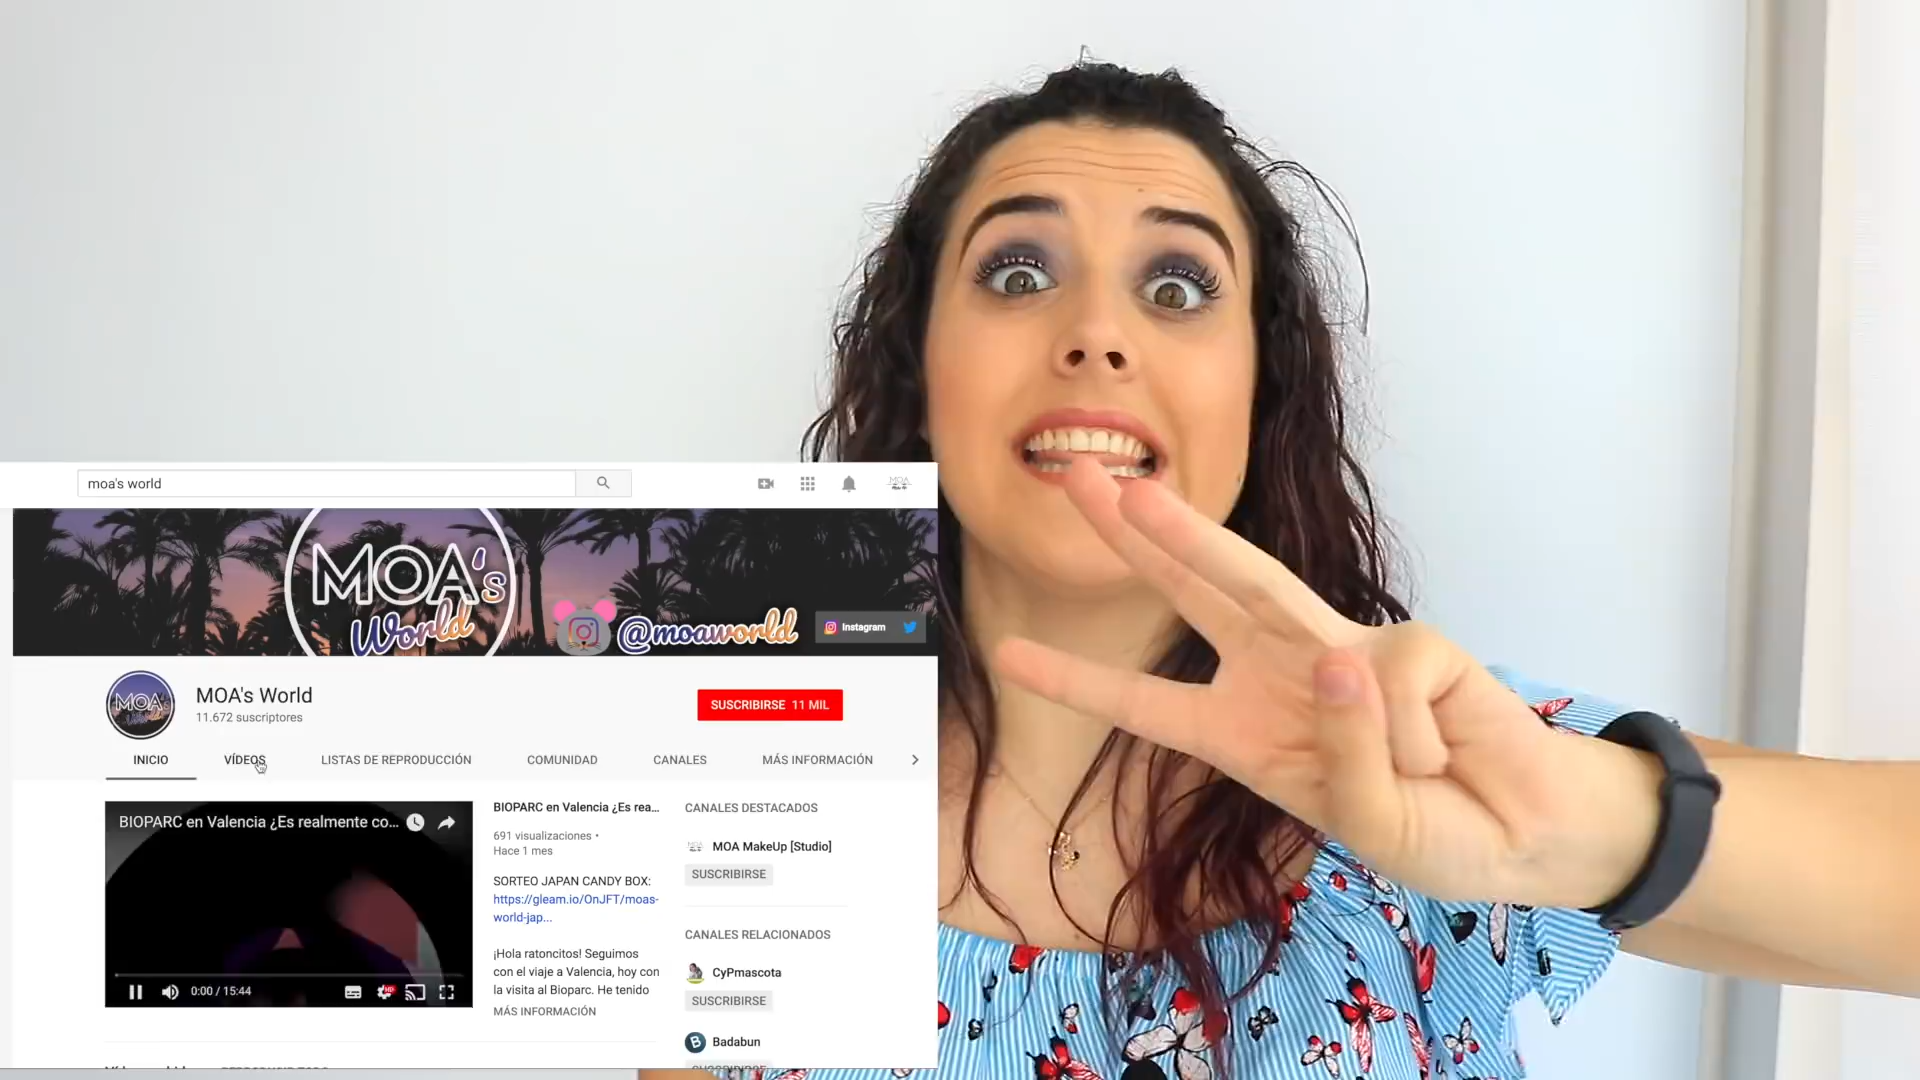 moa's world
MOA
MOA's
World
@moaworld
Instagram
MOA's
World
MOA's World
11.672 suscriptores
SUSCRIBIRSE 11 MIL
INICIO
VÍDEOS
LISTAS DE REPRODUCCIÓN
COMUNIDAD
CANALES
MÁS INFORMACIÓN
BIOPARC en Valencia ¿Es realmente co...
0:00 / 15:44
HD
BIOPARC en Valencia ¿Es rea...
691 visualizaciones •
Hace 1 mes
SORTEO JAPAN CANDY BOX:
https://gleam.io/OnJFT/moas-
world-jap...
¡Hola ratoncitos! Seguimos
con el viaje a Valencia, hoy con
la visita al Bioparc. He tenido
MÁS INFORMACIÓN
CANALES DESTACADOS
MOA MakeUp [Studio]
SUSCRIBIRSE
CANALES RELACIONADOS
CyPmascota
SUSCRIBIRSE
B
Badabun